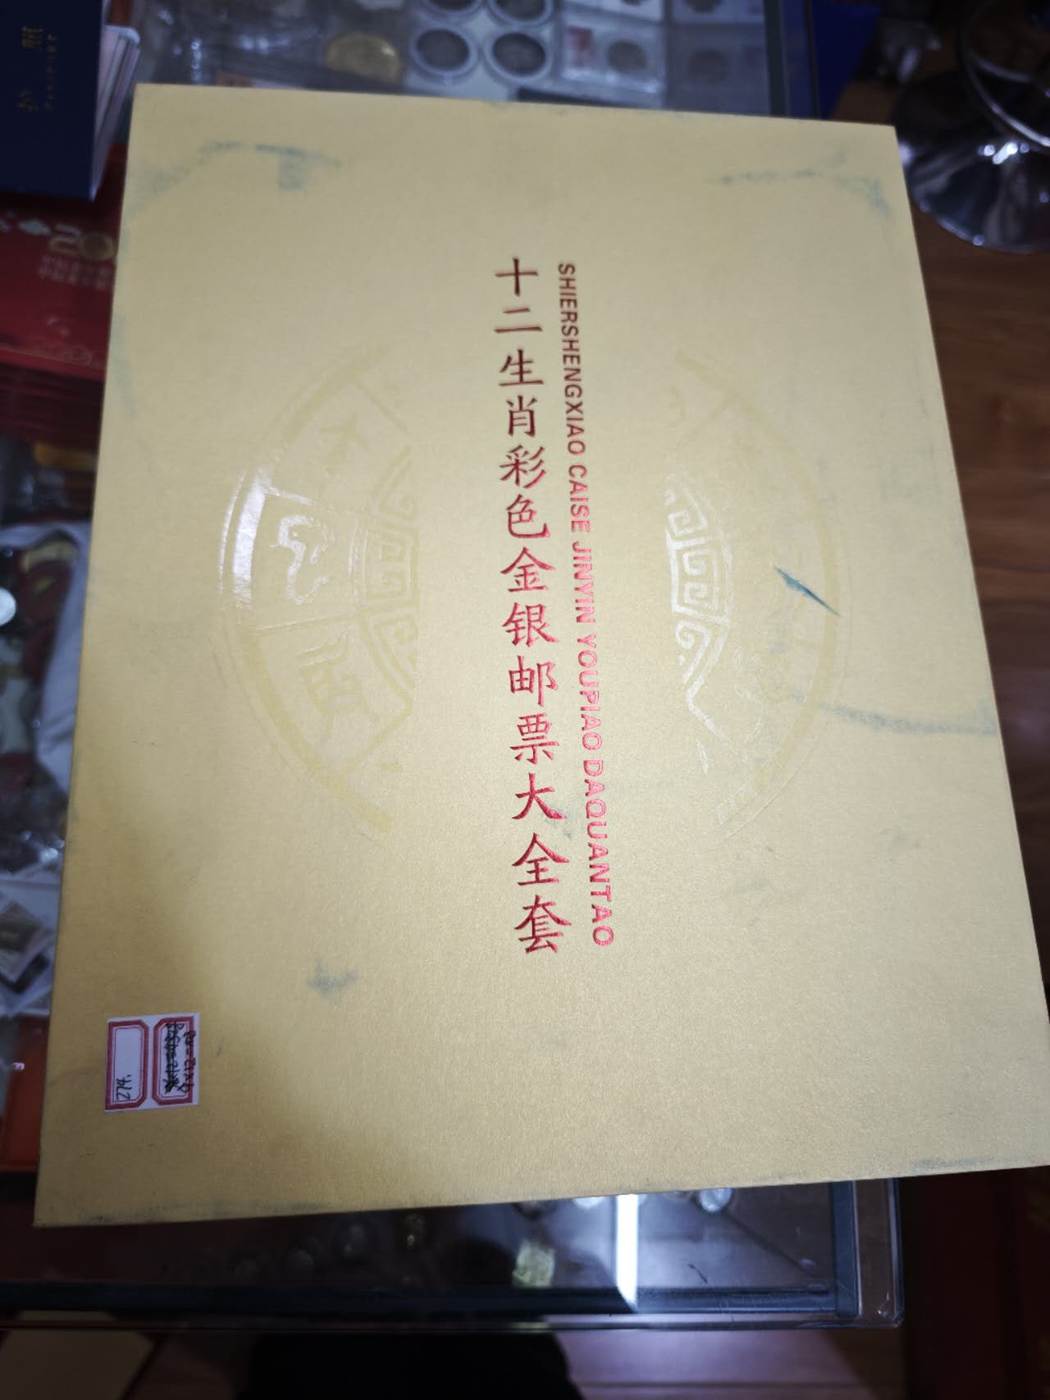 十二生肖彩色金银邮票大全套
SHIERSHENGXIAO CAISE JINYIN YOUPIAO DAQUANTAO